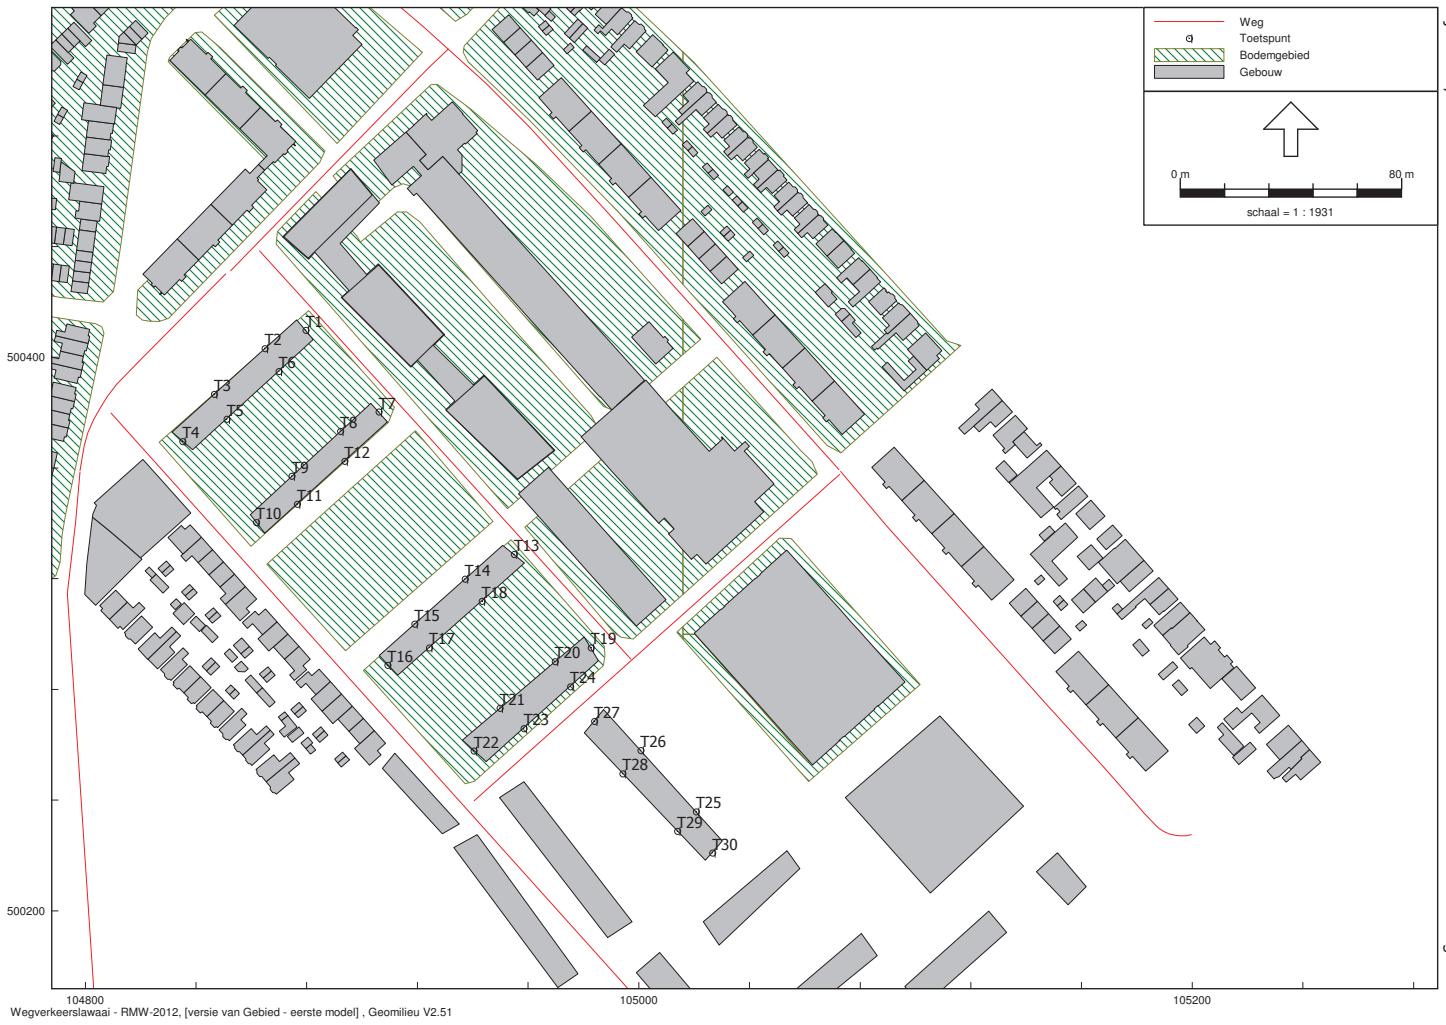 Weg
Toetspunt
Bodemgebied
Gebouw
0 m
80 m
schaal = 1 : 1931
T1
T2
T6
T3
T5
T4
T7
T8
T12
T9
T11
T10
T13
T14
T18
T15
T17
T16
T19
T20
T24
T21
T23
T22
T27
T26
T28
T25
T29
T30
500400
500200
104800
105000
105200
Wegverkeerslawaai - RMW-2012, [versie van Gebied - eerste model] , Geomilieu V2.51